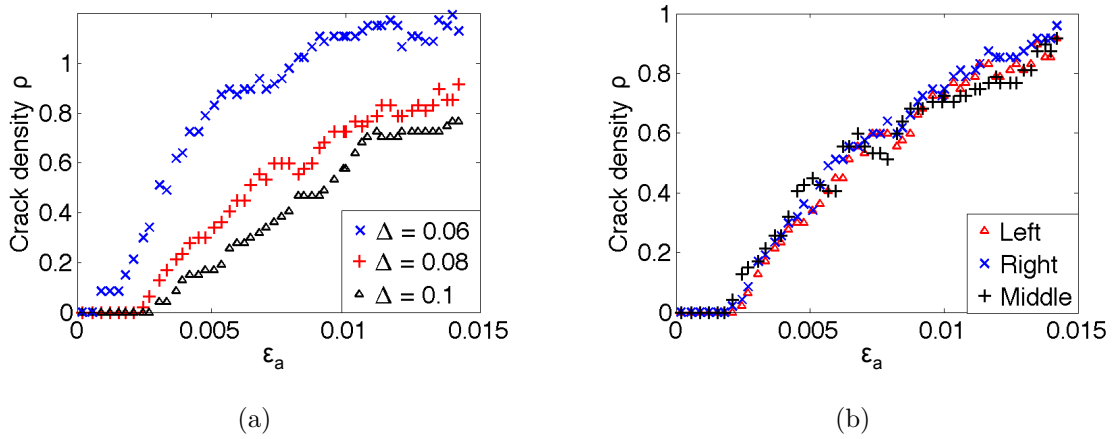 Crack density ρ
1
0.8
0.6
0.4
0.2
0
0
0.005
0.01
0.015
εa
Δ = 0.06
Δ = 0.08
Δ = 0.1
(a)
Crack density ρ
1
0.8
0.6
0.4
0.2
0
0
0.005
0.01
0.015
εa
Left
Right
Middle
(b)